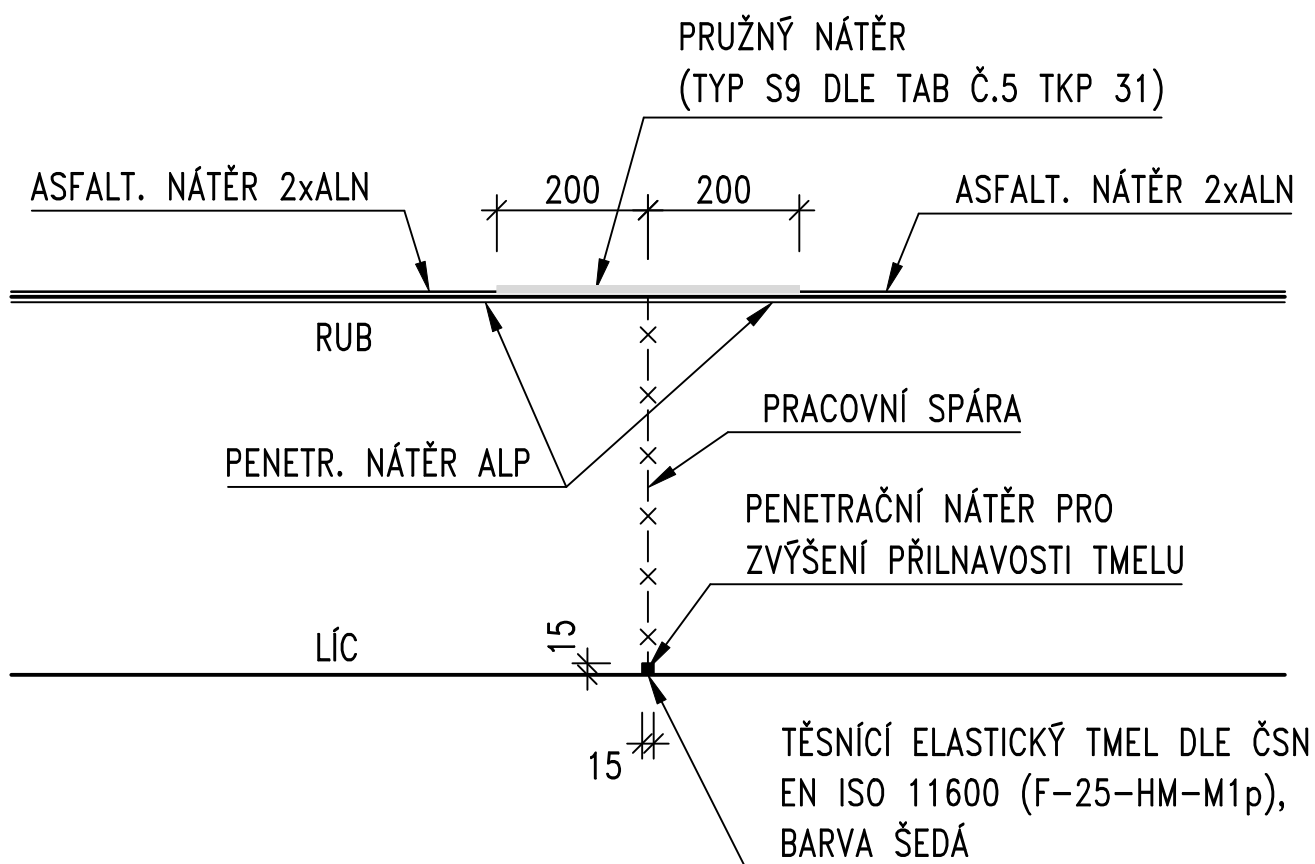 PRUŽNÝ NÁTĚR
(TYP S9 DLE TAB Č.5 TKP 31)
ASFALT. NÁTĚR 2xALN
200
200
ASFALT. NÁTĚR 2xALN
RUB
PRACOVNÍ SPÁRA
PENETR. NÁTĚR ALP
PENETRAČNÍ NÁTĚR PRO
ZVÝŠENÍ PŘILNAVOSTI TMELU
15
LÍC
15
TĚSNÍCÍ ELASTICKÝ TMEL DLE ČSN
EN ISO 11600 (F-25-HM-M1p),
BARVA ŠEDÁ